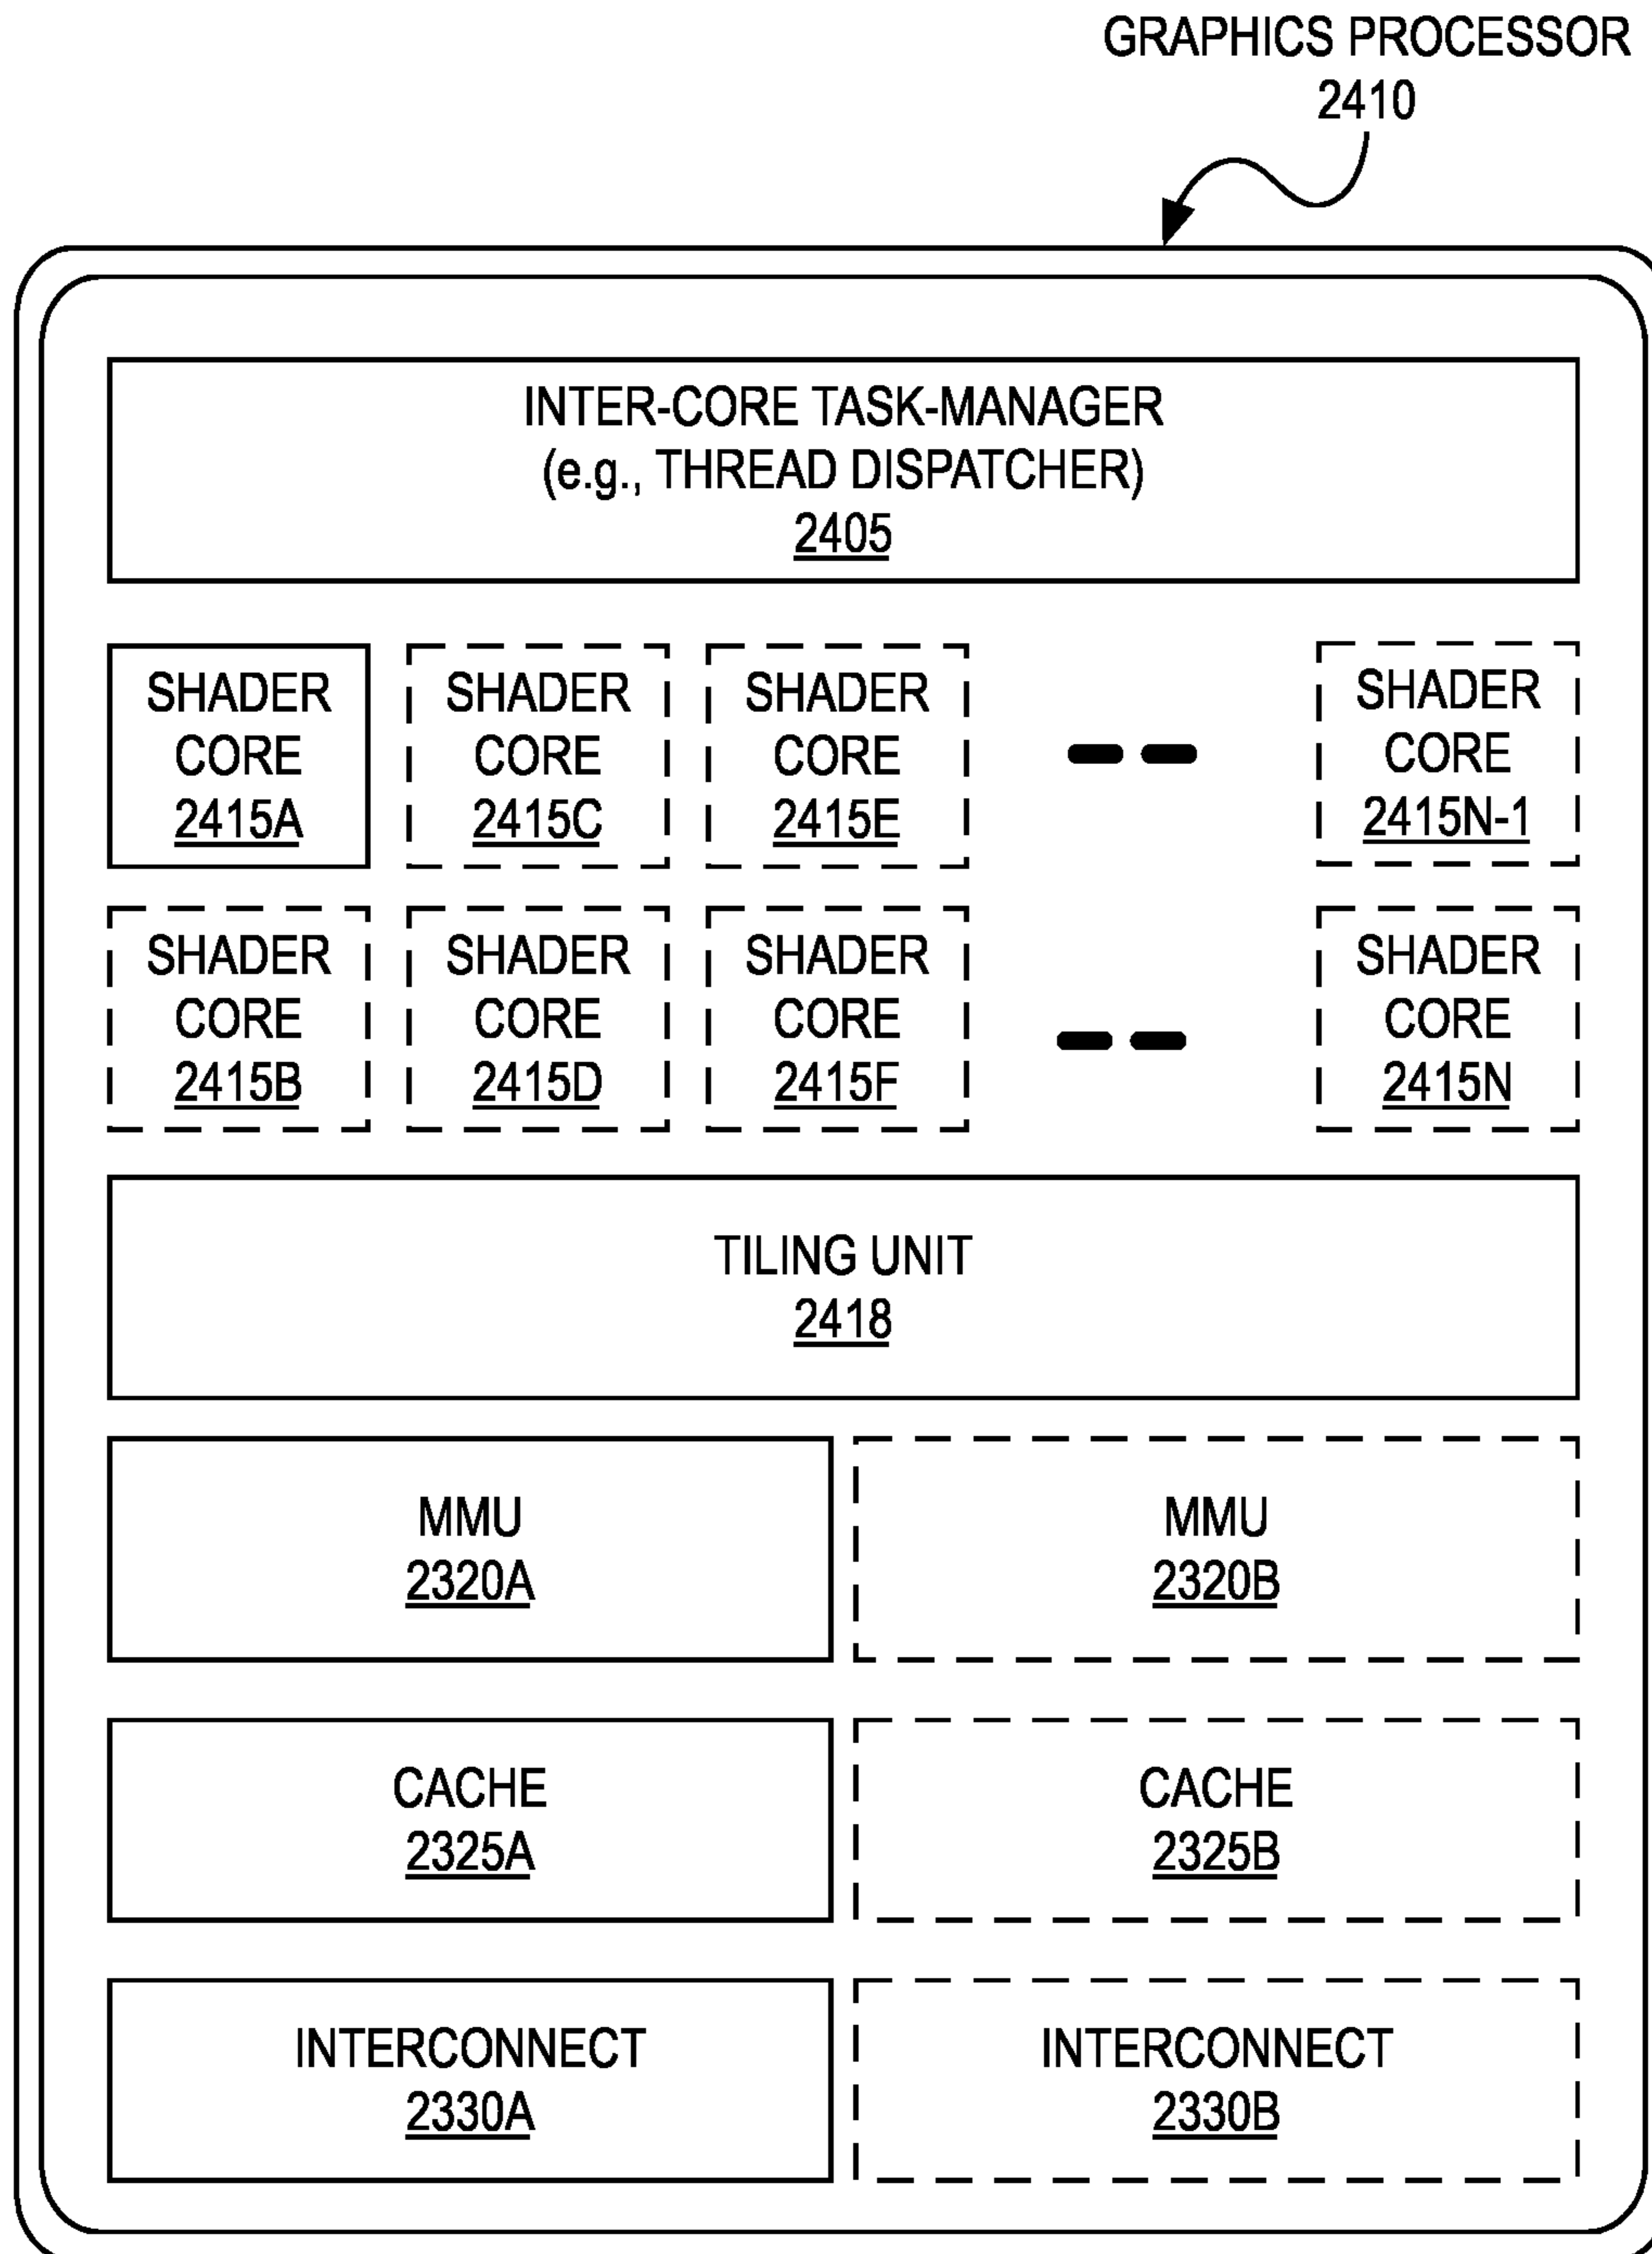 GRAPHICS PROCESSOR
2410
INTER-CORE TASK-MANAGER
(e.g., THREAD DISPATCHER)
2405
SHADER
CORE
2415A
SHADER
CORE
2415C
SHADER
CORE
2415E
SHADER
CORE
2415N-1
SHADER
CORE
2415B
SHADER
CORE
2415D
SHADER
CORE
2415F
SHADER
CORE
2415N
TILING UNIT
2418
MMU
2320A
MMU
2320B
CACHE
2325A
CACHE
2325B
INTERCONNECT
2330A
INTERCONNECT
2330B